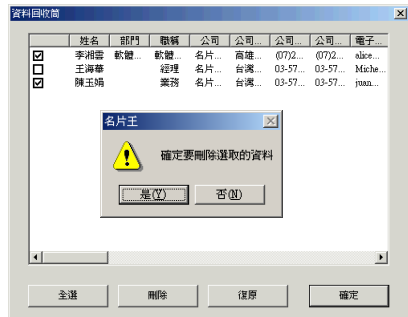 資料回收筒
姓名 部門 職稱 公司 公司... 公司... 公司... 電子...
李湘雲 軟體... 軟體... 名片... 高雄... (07)2... (07)2... alice...
王海華 經理 名片... 台灣... 03-57... 03-57... Miche...
陳玉娟 業務 名片... 台灣... 03-57... 03-57... juan...
名片王
確定要刪除選取的資料
是(Y) 否(N)
全選 刪除 復原 確定